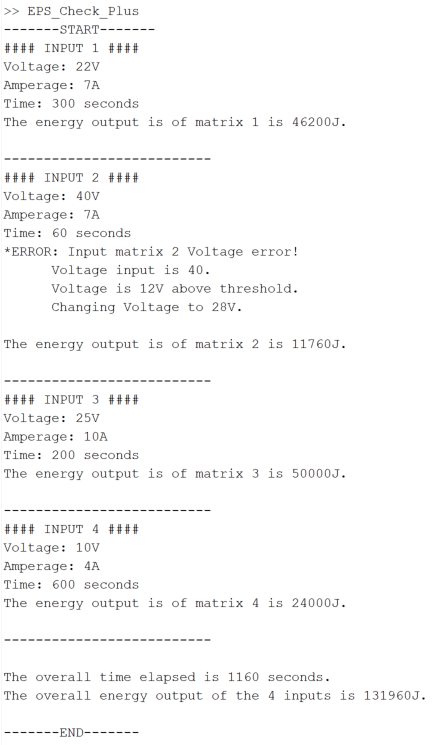 >> EPS_Check_Plus
-------START-------
#### INPUT 1 ####
Voltage: 22V
Amperage: 7A
Time: 300 seconds
The energy output is of matrix 1 is 46200J.
--------------------------
#### INPUT 2 ####
Voltage: 40V
Amperage: 7A
Time: 60 seconds
*ERROR: Input matrix 2 Voltage error!
Voltage input is 40.
Voltage is 12V above threshold.
Changing Voltage to 28V.
The energy output is of matrix 2 is 11760J.
--------------------------
#### INPUT 3 ####
Voltage: 25V
Amperage: 10A
Time: 200 seconds
The energy output is of matrix 3 is 50000J.
--------------------------
#### INPUT 4 ####
Voltage: 10V
Amperage: 4A
Time: 600 seconds
The energy output is of matrix 4 is 24000J.
--------------------------
The overall time elapsed is 1160 seconds.
The overall energy output of the 4 inputs is 131960J.
-------END-------